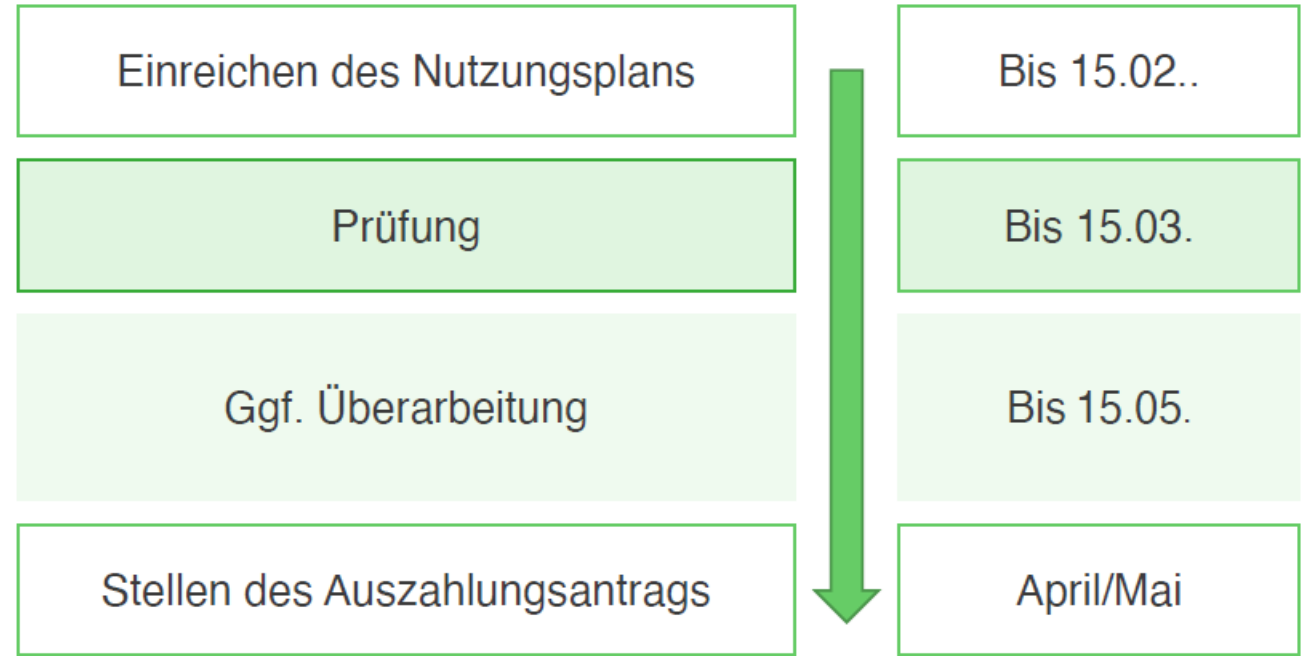 Einreichen des Nutzungsplans
Bis 15.02..
Prüfung
Bis 15.03.
Ggf. Überarbeitung
Bis 15.05.
Stellen des Auszahlungsantrags
April/Mai